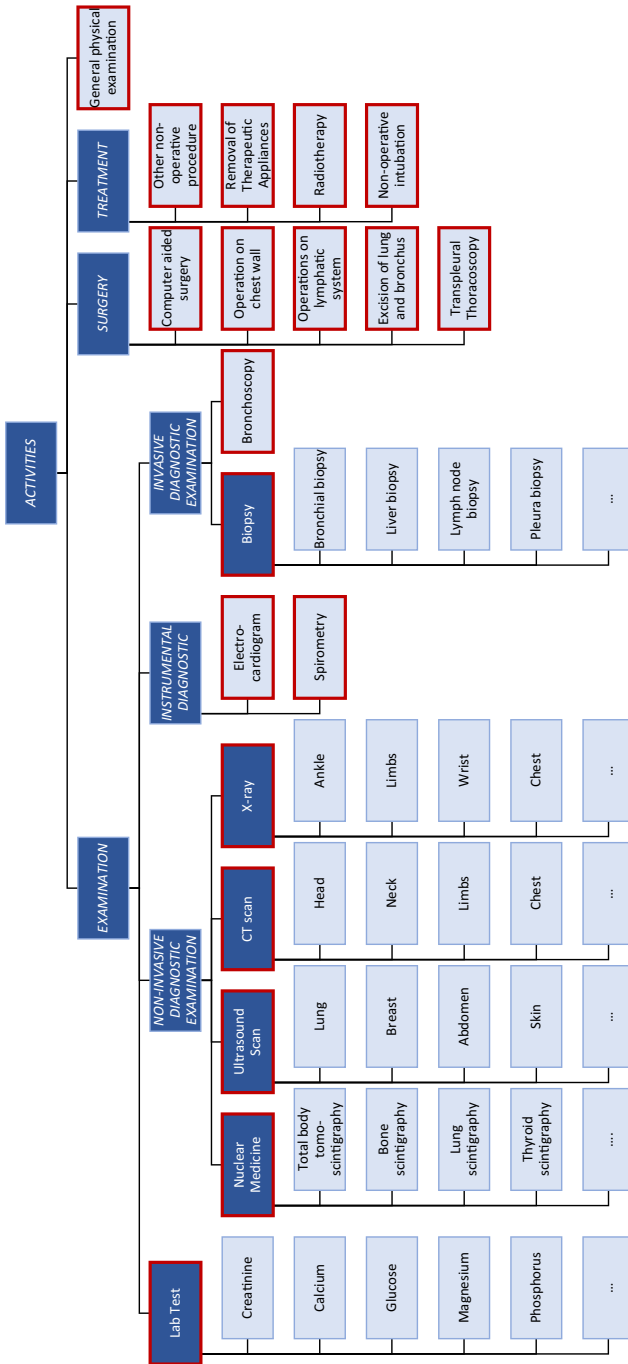 ACTIVITIES
EXAMINATION
SURGERY
TREATMENT
General physical
examination
Lab Test
NON-INVASIVE
DIAGNOSTIC
EXAMINATION
INSTRUMENTAL
DIAGNOSTIC
INVASIVE
DIAGNOSTIC
EXAMINATION
Computer aided
surgery
Other non-
operative
procedure
Creatinine
Nuclear
Medicine
Ultrasound
Scan
CT scan
X-ray
Electro-
cardiogram
Biopsy
Bronchoscopy
Operation on
chest wall
Removal of
Therapeutic
Appliances
Calcium
Total body
tomo-
scintigraphy
Lung
Head
Ankle
Spirometry
Bronchial biopsy
Operations on
lymphatic
system
Radiotherapy
Glucose
Bone
scintigraphy
Breast
Neck
Limbs
Liver biopsy
Excision of lung
and bronchus
Non-operative
intubation
Magnesium
Lung
scintigraphy
Abdomen
Limbs
Wrist
Lymph node
biopsy
Transpleural
Thoracoscopy
Phosphorus
Thyroid scintigraphy
Skin
Chest
Chest
Pleura biopsy
...
....
...
...
...
...